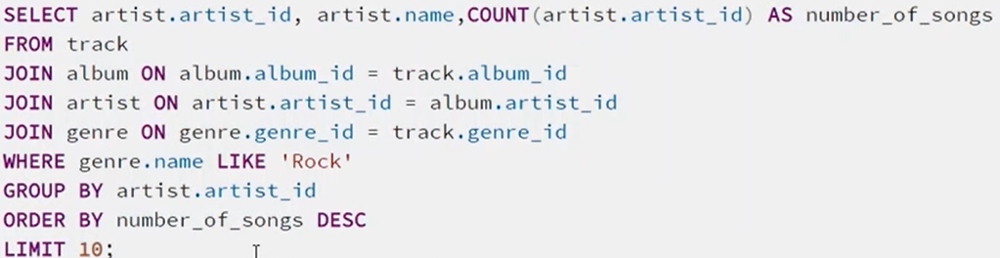 SELECT artist.artist_id, artist.name,COUNT(artist.artist_id) AS number_of_songs
FROM track
JOIN album ON album.album_id = track.album_id
JOIN artist ON artist.artist_id = album.artist_id
JOIN genre ON genre.genre_id = track.genre_id
WHERE genre.name LIKE 'Rock'
GROUP BY artist.artist_id
ORDER BY number_of_songs DESC
LIMIT 10;